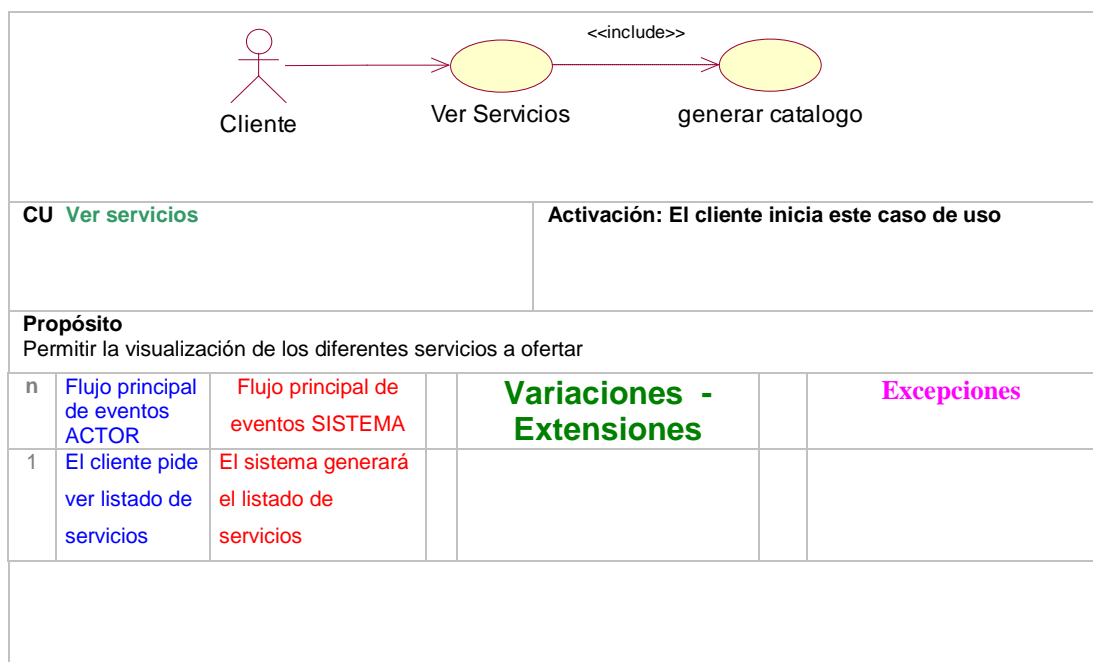 <<include>>
Cliente
Ver Servicios
generar catalogo
CU Ver servicios
Activación: El cliente inicia este caso de uso
Propósito
Permitir la visualización de los diferentes servicios a ofertar
n
Flujo principal
de eventos
ACTOR
Flujo principal de
eventos SISTEMA
Variaciones -
Extensiones
Excepciones
1
El cliente pide
ver listado de
servicios
El sistema generará
el listado de
servicios